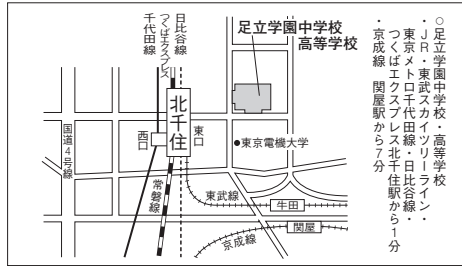 ○足立学園中学校・高等学校
・JR・東武スカイツリーライン・
東京メトロ千代田線・日比谷線・
つくばエクスプレス北千住駅から1分
・京成線 関屋駅から7分
足立学園中学校
高等学校
日比谷線
つくばエクスプレス
千代田線
北千住
東口
西口
●東京電機大学
国道4号線
常磐線
東武線
牛田
京成線
関屋